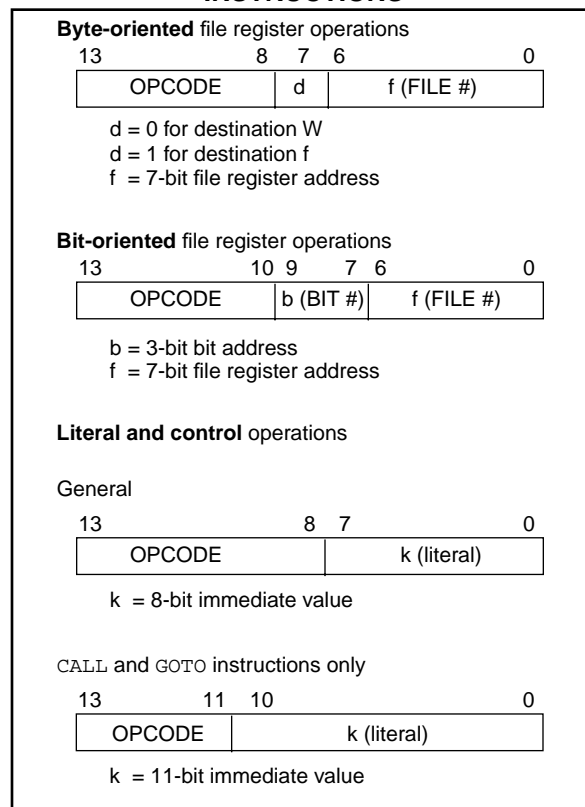 INSTRUCTIONS
Byte-oriented file register operations
13 8 7 6 0
OPCODE d f (FILE #)
d = 0 for destination W
d = 1 for destination f
f = 7-bit file register address
Bit-oriented file register operations
13 10 9 7 6 0
OPCODE b (BIT #) f (FILE #)
b = 3-bit bit address
f = 7-bit file register address
Literal and control operations
General
13 8 7 0
OPCODE k (literal)
k = 8-bit immediate value
CALL and GOTO instructions only
13 11 10 0
OPCODE k (literal)
k = 11-bit immediate value